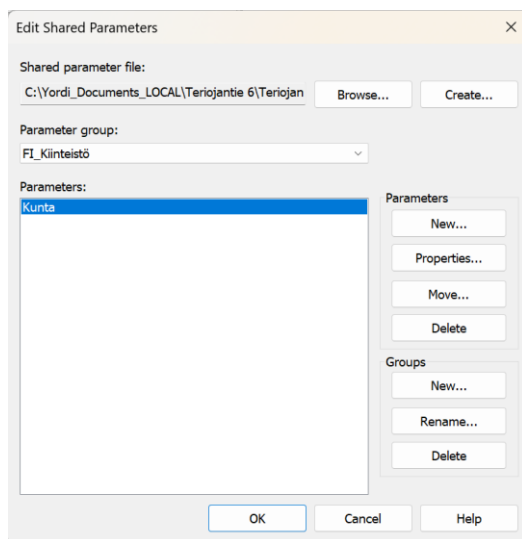 Edit Shared Parameters
Shared parameter file:
C:\Yordi_Documents_LOCAL\Teriojantie 6\Teriojan
Browse...
Create...
Parameter group:
FI_Kiinteistö
Parameters:
Kunta
Parameters
New...
Properties...
Move...
Delete
Groups
New...
Rename...
Delete
OK
Cancel
Help